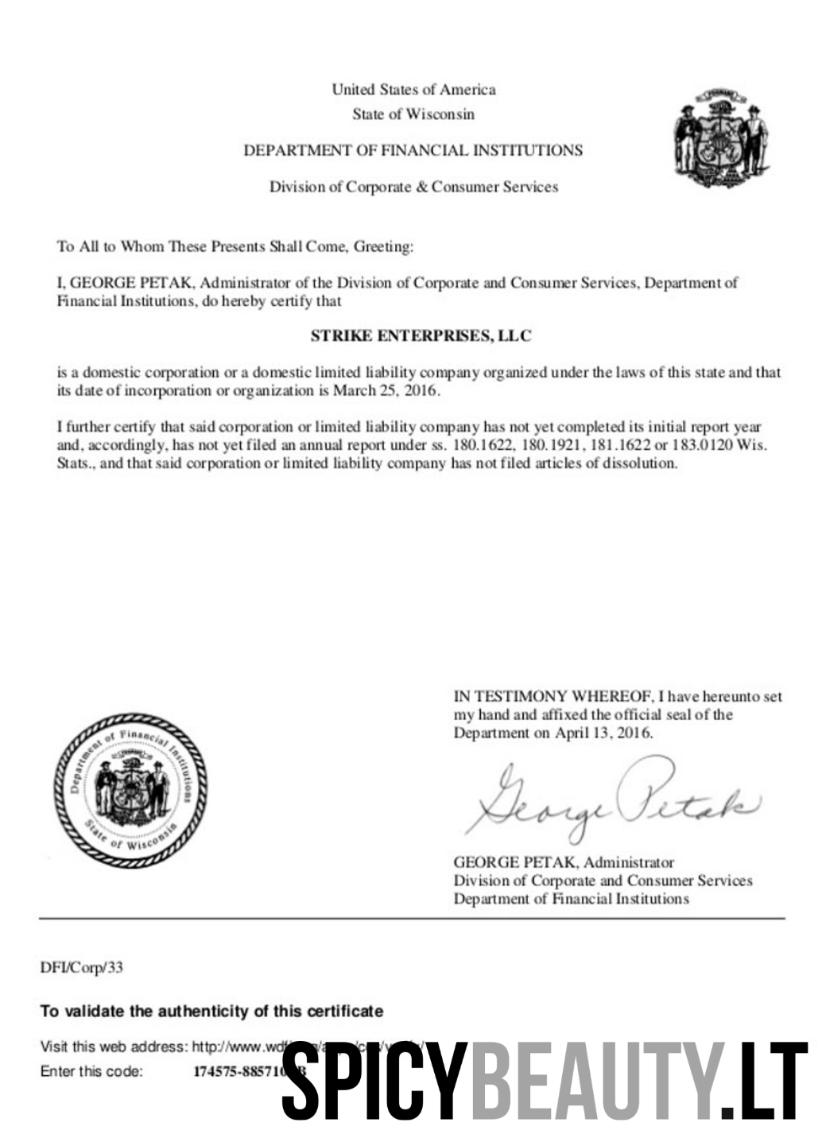 United States of America
State of Wisconsin
DEPARTMENT OF FINANCIAL INSTITUTIONS
Division of Corporate & Consumer Services
To All to Whom These Presents Shall Come, Greeting:
I, GEORGE PETAK, Administrator of the Division of Corporate and Consumer Services, Department of
Financial Institutions, do hereby certify that
STRIKE ENTERPRISES, LLC
is a domestic corporation or a domestic limited liability company organized under the laws of this state and that
its date of incorporation or organization is March 25, 2016.
I further certify that said corporation or limited liability company has not yet completed its initial report year
and, accordingly, has not yet filed an annual report under ss. 180.1622, 180.1921, 181.1622 or 183.0120 Wis.
Stats., and that said corporation or limited liability company has not filed articles of dissolution.
IN TESTIMONY WHEREOF, I have hereunto set
my hand and affixed the official seal of the
Department on April 13, 2016.
Department of Financial Institutions
State of Wisconsin
George Petak
GEORGE PETAK, Administrator
Division of Corporate and Consumer Services
Department of Financial Institutions
DFI/Corp/33
To validate the authenticity of this certificate
Visit this web address:
Enter this code:
SPICYBEAUTY.LT